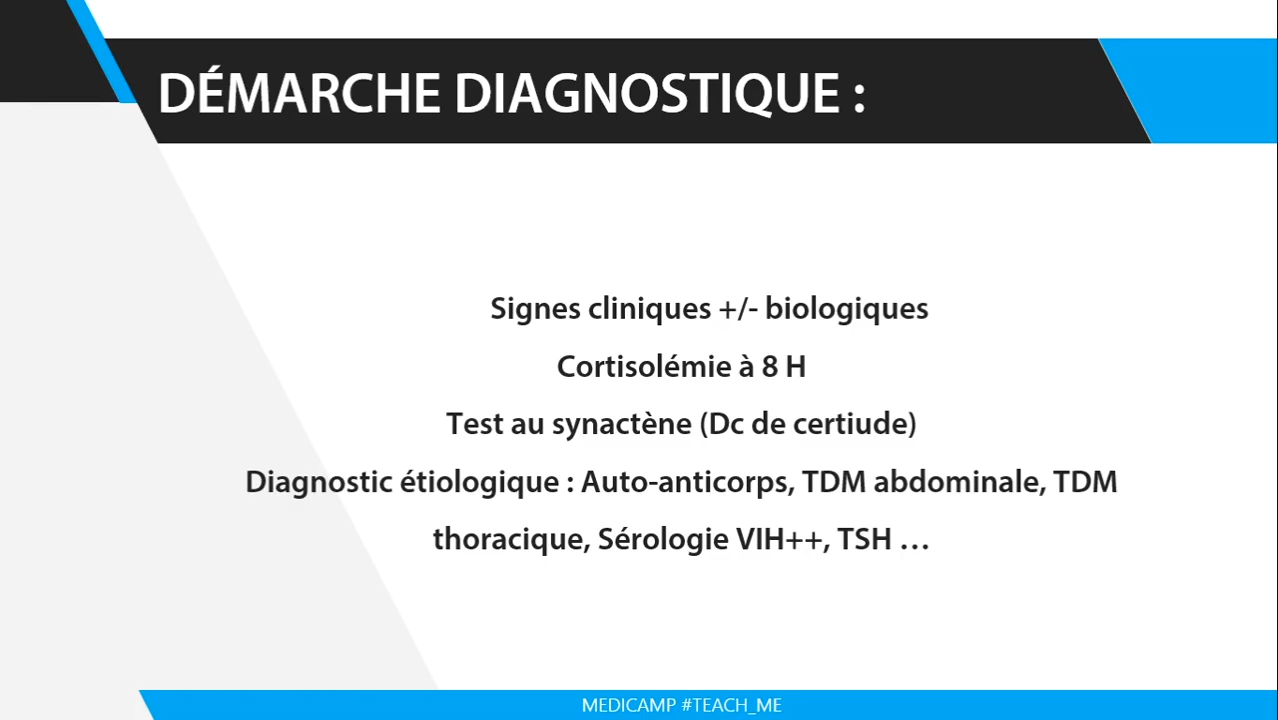 DÉMARCHE DIAGNOSTIQUE :
Signes cliniques +/- biologiques
Cortisolémie à 8 H
Test au synactène (Dc de certiude)
Diagnostic étiologique : Auto-anticorps, TDM abdominale, TDM
thoracique, Sérologie VIH++, TSH …
MEDICAMP #TEACH_ME